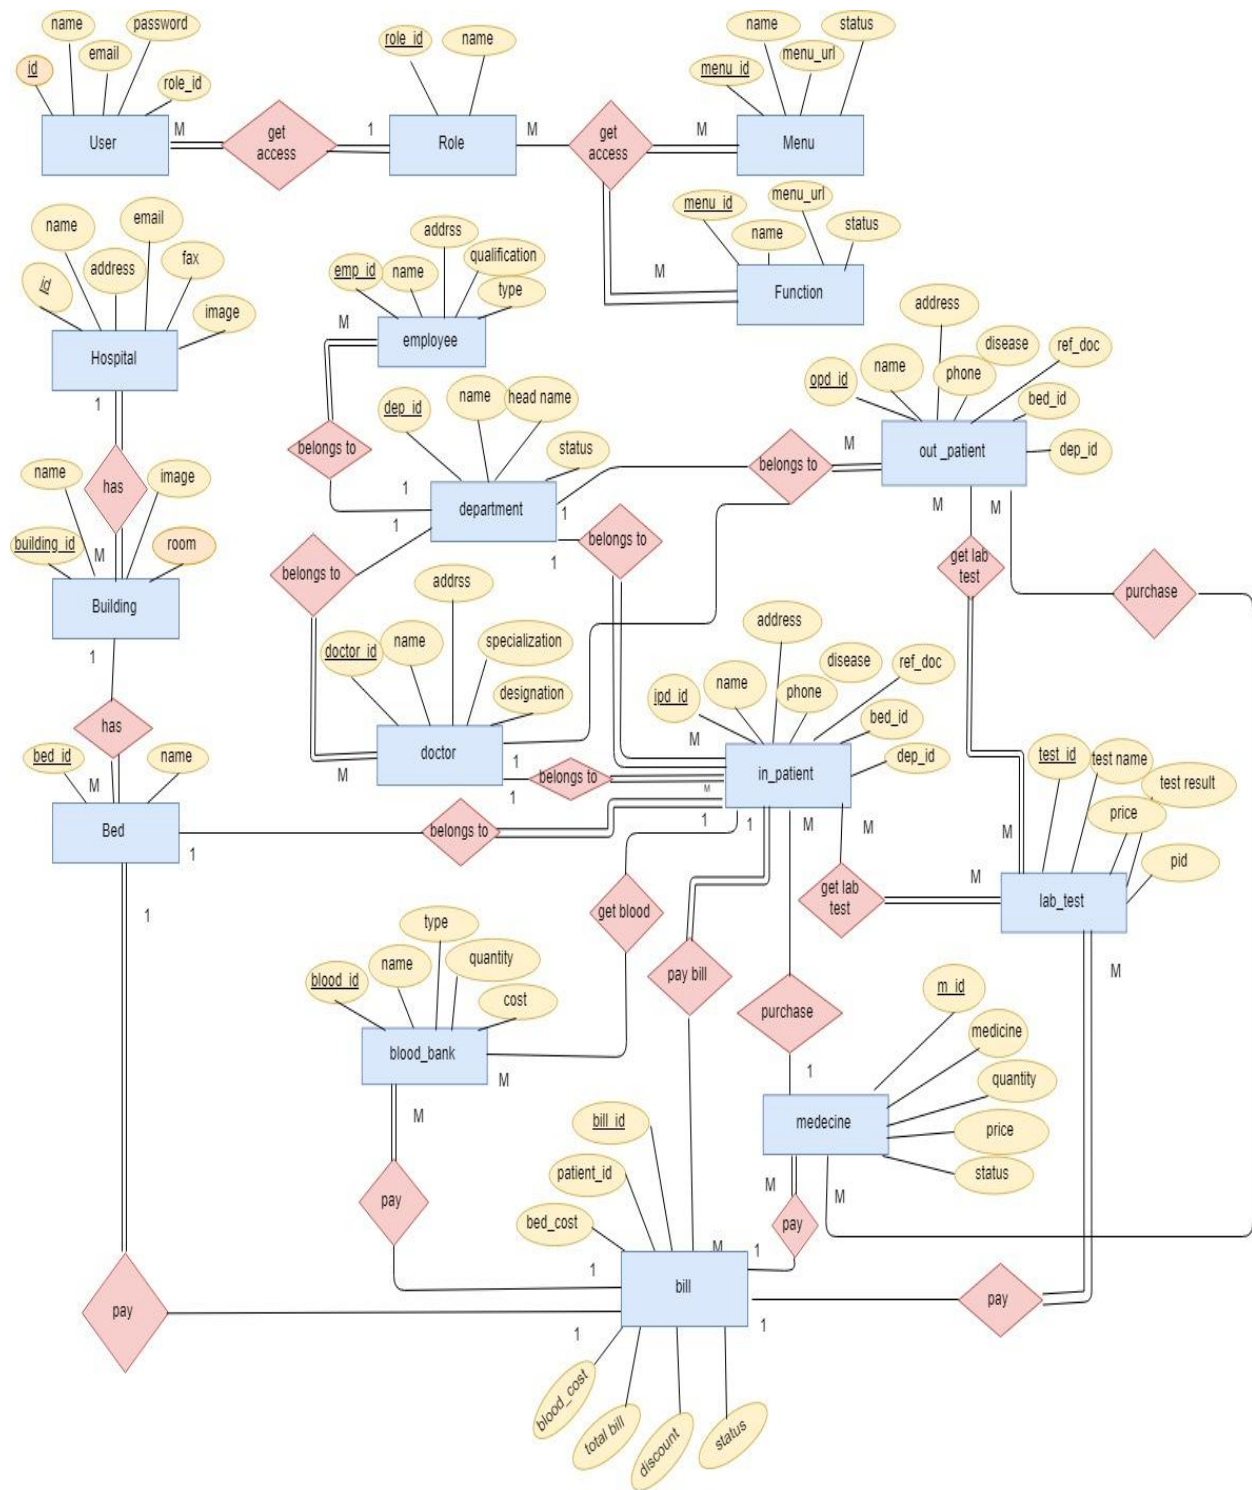 name
password
email
id
role_id
User
M
get
access
1
role_id
name
Role
M
get
access
M
name
status
menu_url
menu_id
Menu
menu_id
name
menu_url
status
M
Function
name
email
address
fax
id
image
Hospital
1
has
name
image
building_id
room
M
Building
1
has
bed_id
name
M
Bed
1
1
addrss
emp_id
name
qualification
type
M
employee
belongs to
dep_id
name
head name
status
1
1
department
1
1
belongs to
belongs to
belongs to
M
address
disease
name
ref_doc
opd_id
phone
bed_id
dep_id
out _patient
M
M
get lab
test
purchase
addrss
name
specialization
doctor_id
designation
M
doctor
1
1
belongs to
belongs to
address
disease
name
ref_doc
ipd_id
phone
bed_id
dep_id
M
in_patient
M
1
1
M
M
get lab
test
test_id
test name
test result
price
pid
M
M
lab_test
M
get blood
pay bill
purchase
1
type
name
quantity
blood_id
cost
blood_bank
M
M
pay
m_id
medicine
quantity
price
status
medecine
M
M
pay
bill_id
patient_id
bed_cost
M
1
1
bill
1
1
pay
pay
blood_cost
total bill
discount
status